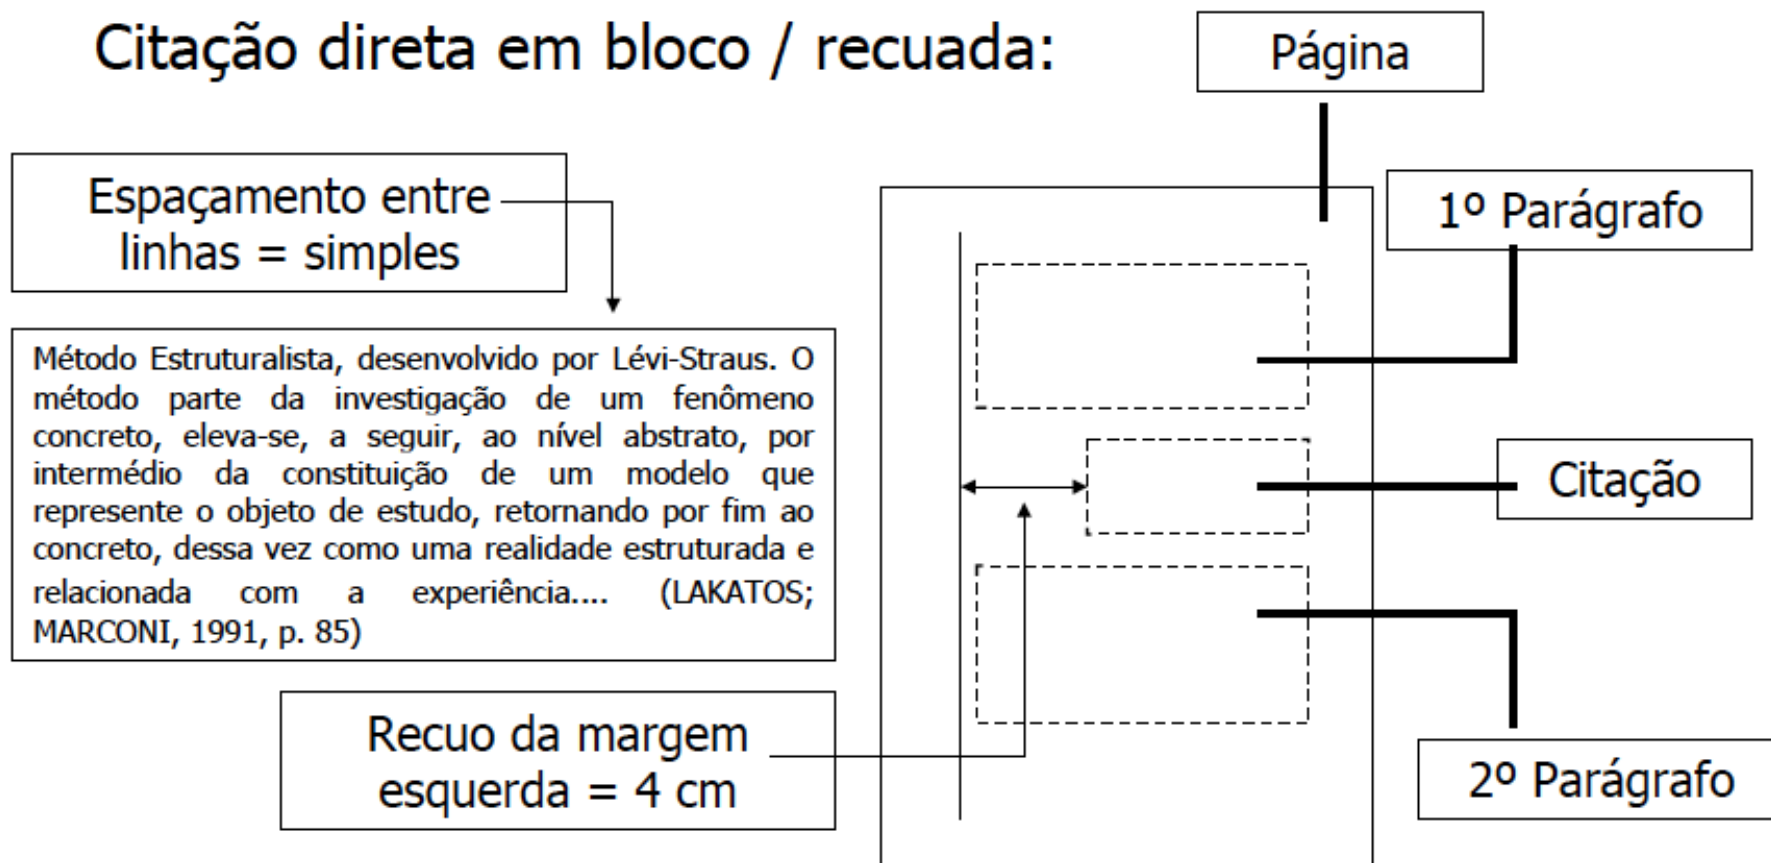 Citação direta em bloco / recuada:
Página
Espaçamento entre
linhas = simples
1º Parágrafo
Método Estruturalista, desenvolvido por Lévi-Straus. O
método parte da investigação de um fenômeno
concreto, eleva-se, a seguir, ao nível abstrato, por
intermédio da constituição de um modelo que
represente o objeto de estudo, retornando por fim ao
concreto, dessa vez como uma realidade estruturada e
relacionada com a experiência.... (LAKATOS;
MARCONI, 1991, p. 85)
Citação
Recuo da margem
esquerda = 4 cm
2º Parágrafo